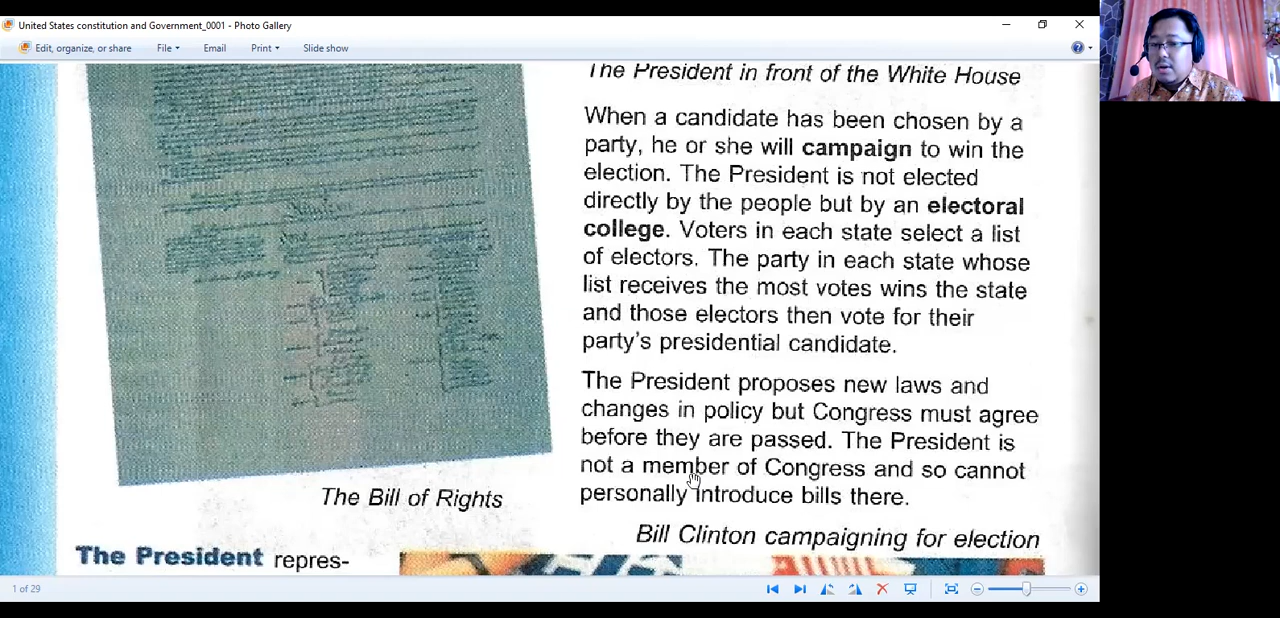 United States constitution and Government_0001 - Photo Gallery
Edit, organize, or share File Email Print Slide show
The President in front of the White House
When a candidate has been chosen by a
party, he or she will campaign to win the
election. The President is not elected
directly by the people but by an electoral
college. Voters in each state select a list
of electors. The party in each state whose
list receives the most votes wins the state
and those electors then vote for their
party's presidential candidate.
The President proposes new laws and
changes in policy but Congress must agree
before they are passed. The President is
not a member of Congress and so cannot
personally introduce bills there.
The Bill of Rights
Bill Clinton campaigning for election
The President repres-
1 of 29